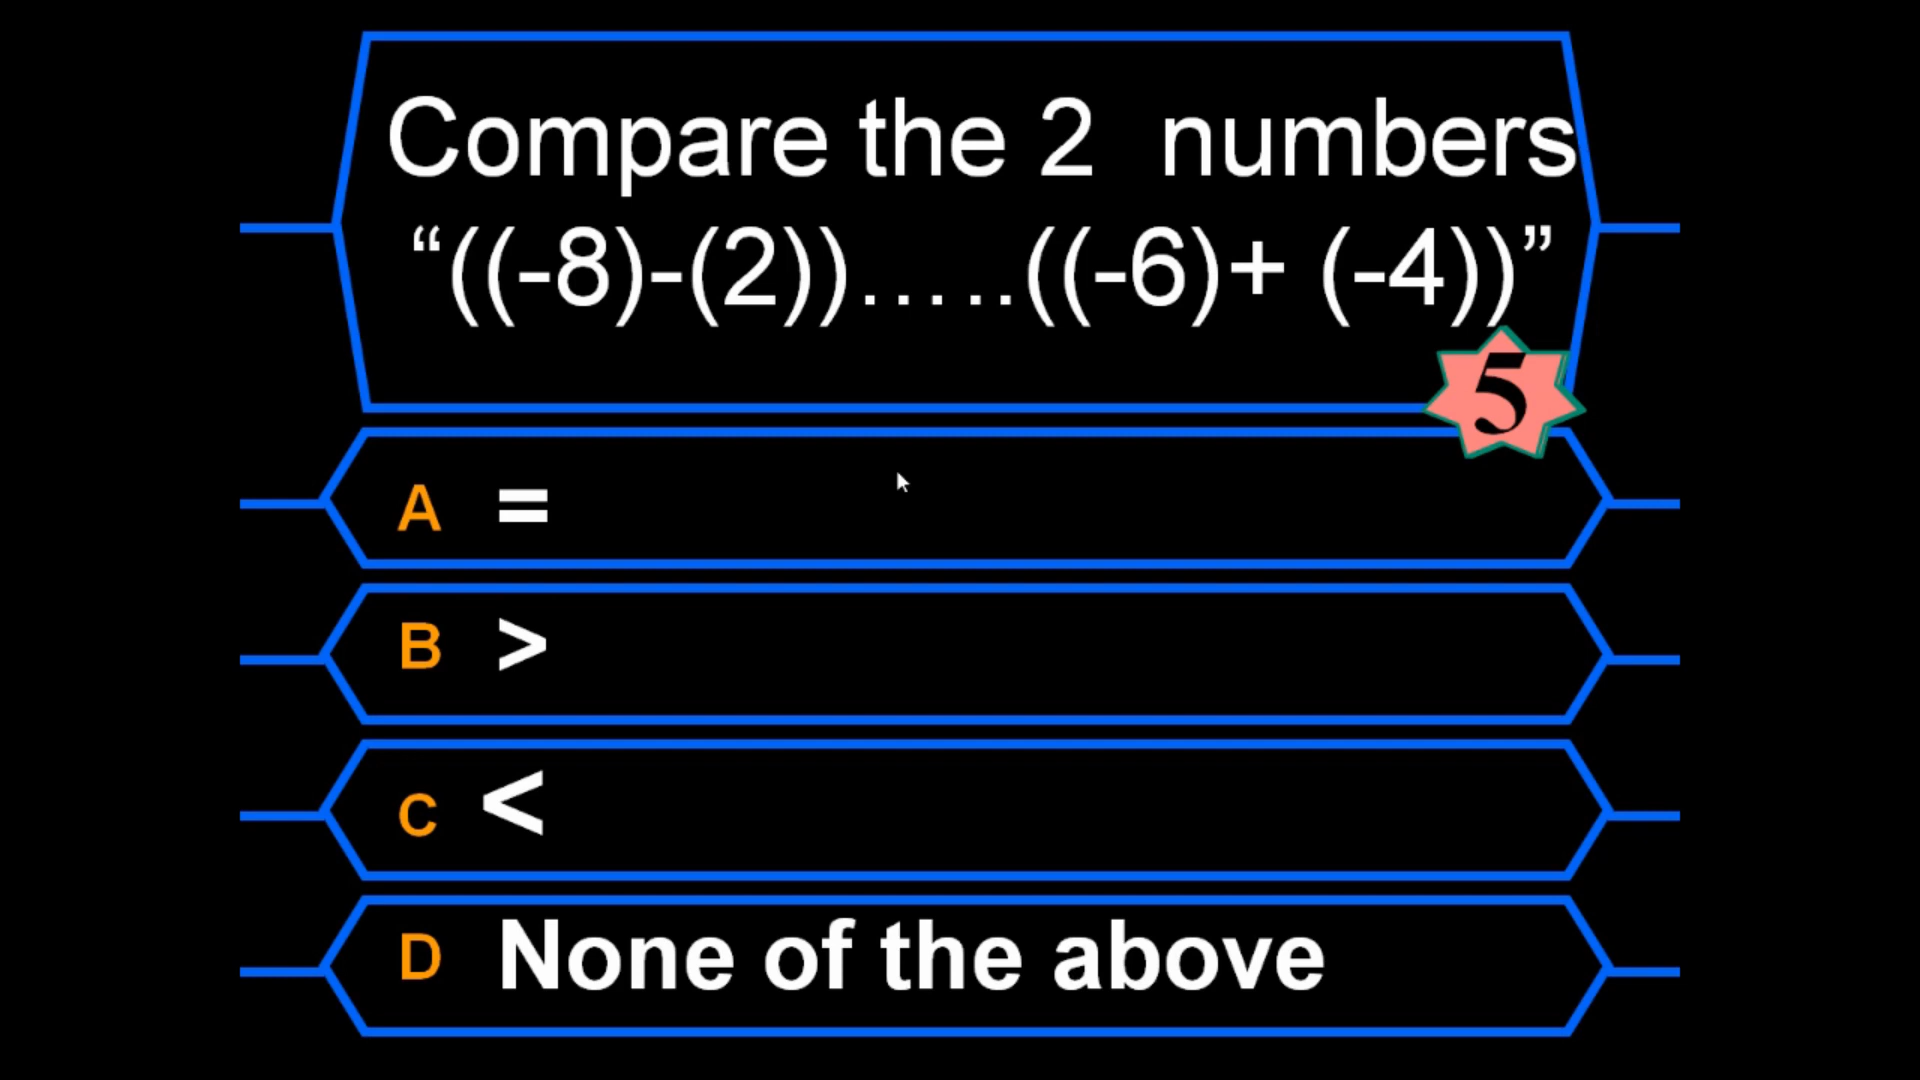 Compare the 2 numbers
“((-8)-(2))…..((-6)+ (-4))”
5
A =
B >
C <
D None of the above